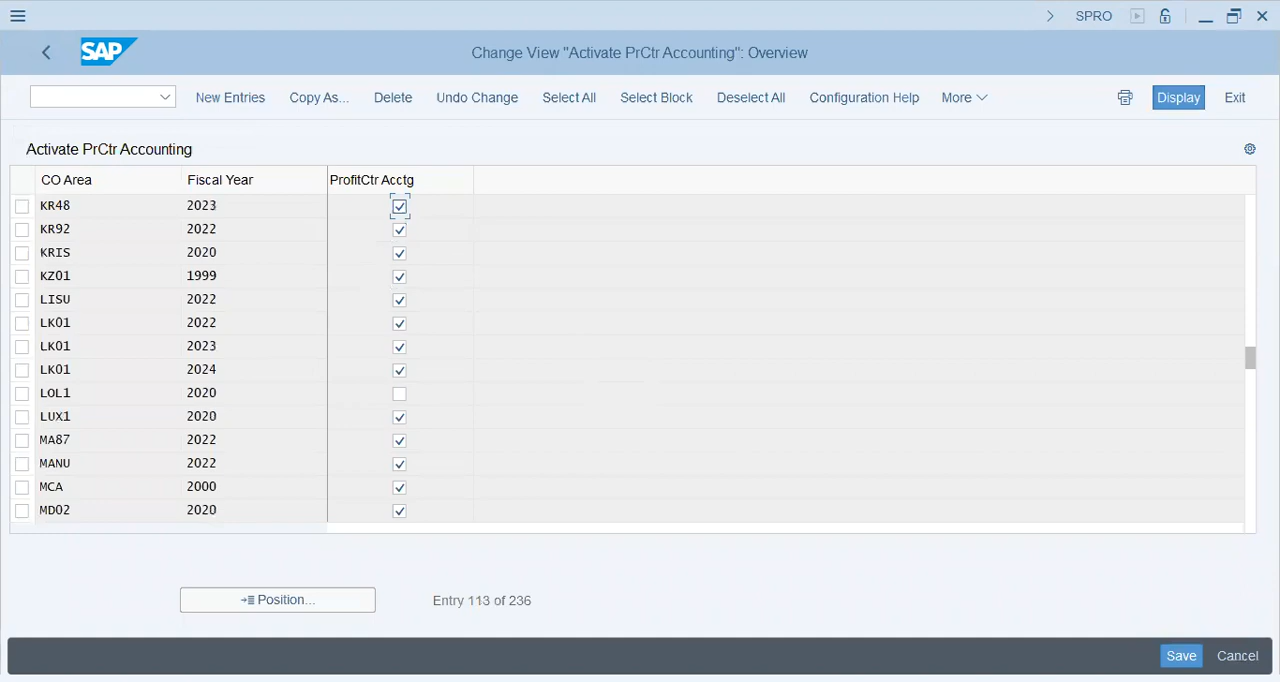 SPRO
SAP Change View "Activate PrCtr Accounting": Overview
New Entries Copy As... Delete Undo Change Select All Select Block Deselect All Configuration Help More Display Exit
Activate PrCtr Accounting
CO Area Fiscal Year ProfitCtr Acctg
KR48 2023
KR92 2022
KRIS 2020
KZ01 1999
LISU 2022
LK01 2022
LK01 2023
LK01 2024
LOL1 2020
LUX1 2020
MA87 2022
MANU 2022
MCA 2000
MD02 2020
Position... Entry 113 of 236
Save Cancel